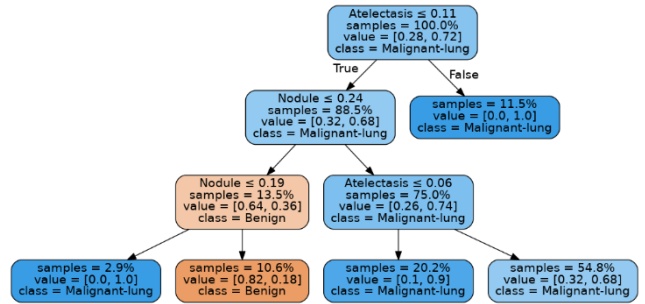 Atelectasis ≤ 0.11
samples = 100.0%
value = [0.28, 0.72]
class = Malignant-lung
True
False
Nodule ≤ 0.24
samples = 88.5%
value = [0.32, 0.68]
class = Malignant-lung
samples = 11.5%
value = [0.0, 1.0]
class = Malignant-lung
Nodule ≤ 0.19
samples = 13.5%
value = [0.64, 0.36]
class = Benign
Atelectasis ≤ 0.06
samples = 75.0%
value = [0.26, 0.74]
class = Malignant-lung
samples = 2.9%
value = [0.0, 1.0]
class = Malignant-lung
samples = 10.6%
value = [0.82, 0.18]
class = Benign
samples = 20.2%
value = [0.1, 0.9]
class = Malignant-lung
samples = 54.8%
value = [0.32, 0.68]
class = Malignant-lung